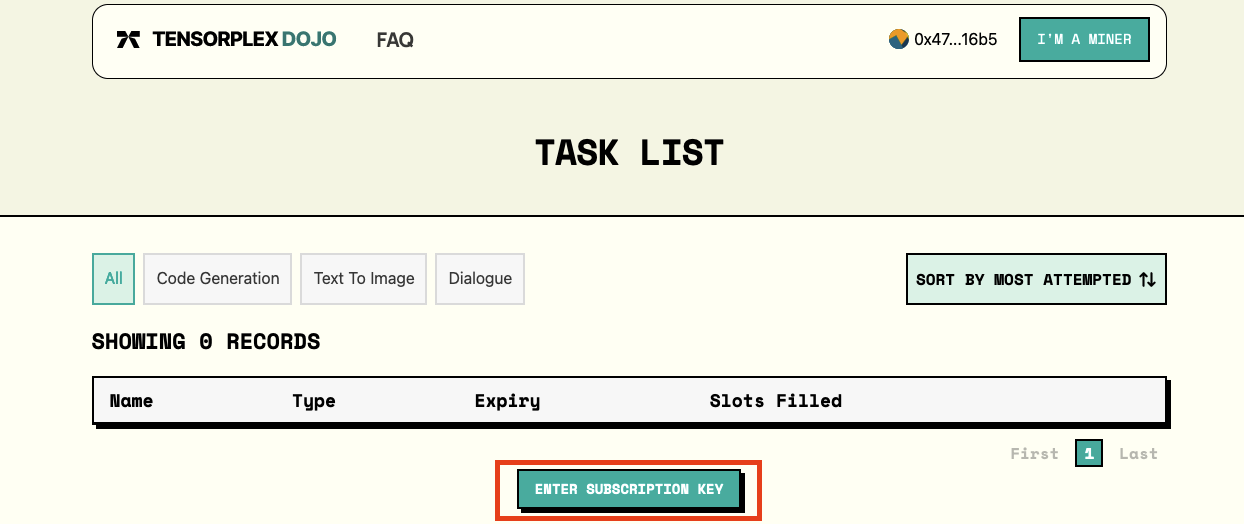 TENSORPLEX DOJO FAQ 0x47...16b5 I'M A MINER
TASK LIST
All Code Generation Text To Image Dialogue SORT BY MOST ATTEMPTED
SHOWING 0 RECORDS
Name Type Expiry Slots Filled
First 1 Last
ENTER SUBSCRIPTION KEY